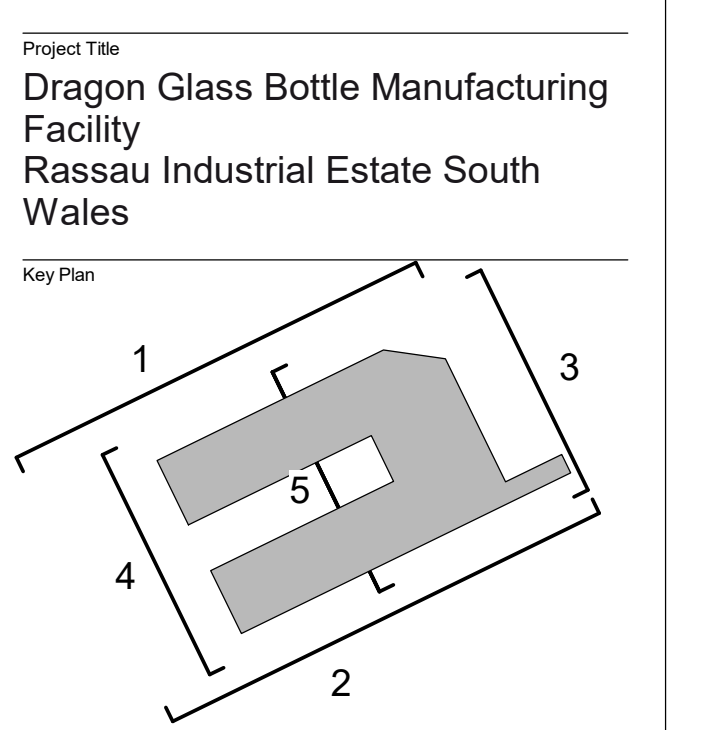 Project Title
Dragon Glass Bottle Manufacturing
Facility
Rassau Industrial Estate South
Wales
Key Plan
1
3
5
4
2